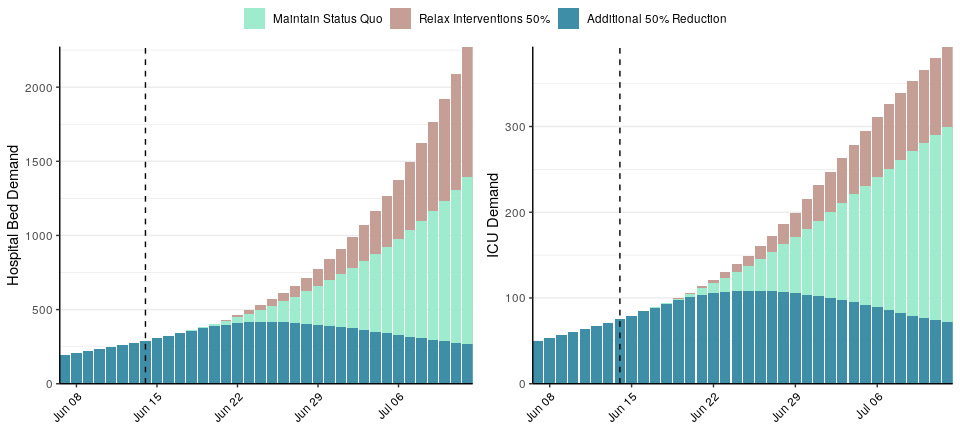 Maintain Status Quo Relax Interventions 50% Additional 50% Reduction
Hospital Bed Demand
2000
1500
1000
500
0
Jun 08 Jun 15 Jun 22 Jun 29 Jul 06
ICU Demand
300
200
100
0
Jun 08 Jun 15 Jun 22 Jun 29 Jul 06